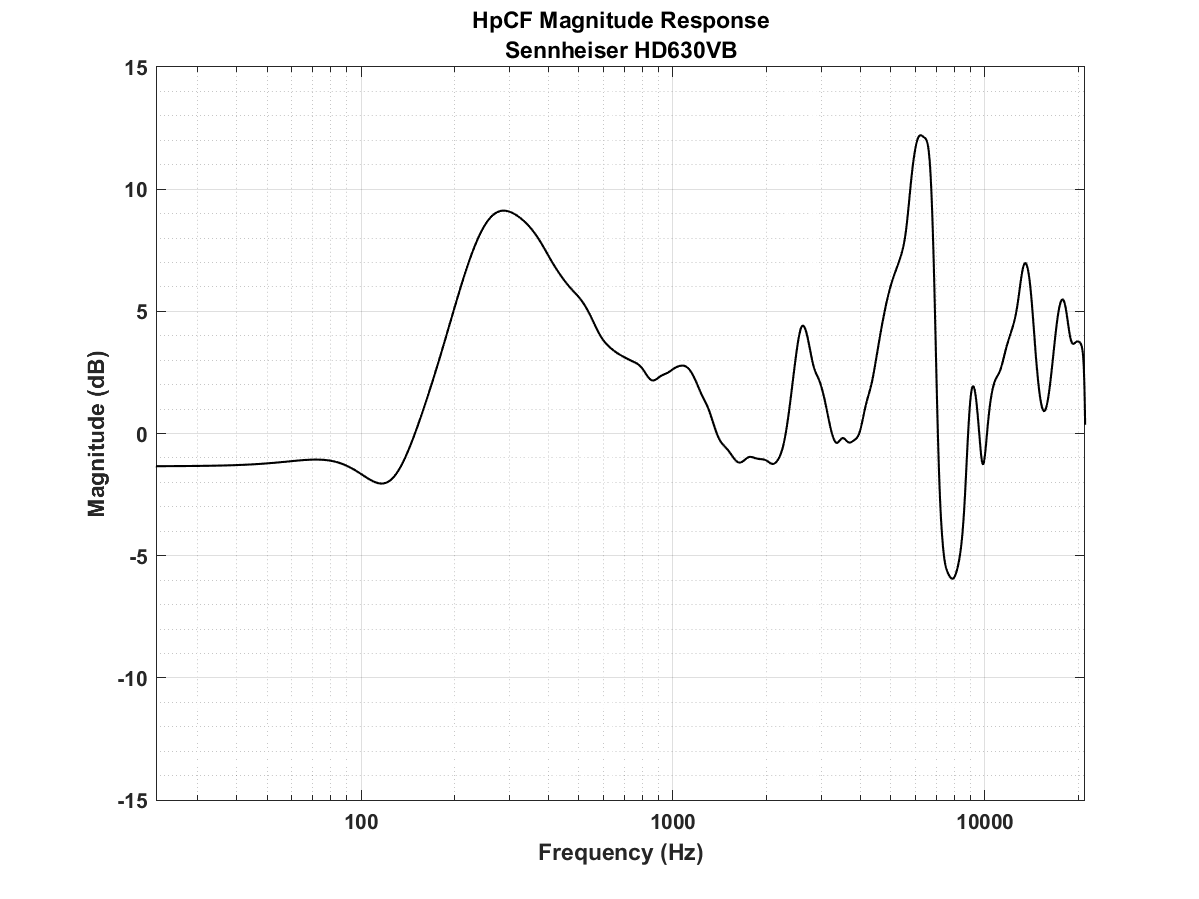 HpCF Magnitude Response
Sennheiser HD630VB
15
10
5
0
-5
-10
-15
Magnitude (dB)
100
1000
10000
Frequency (Hz)